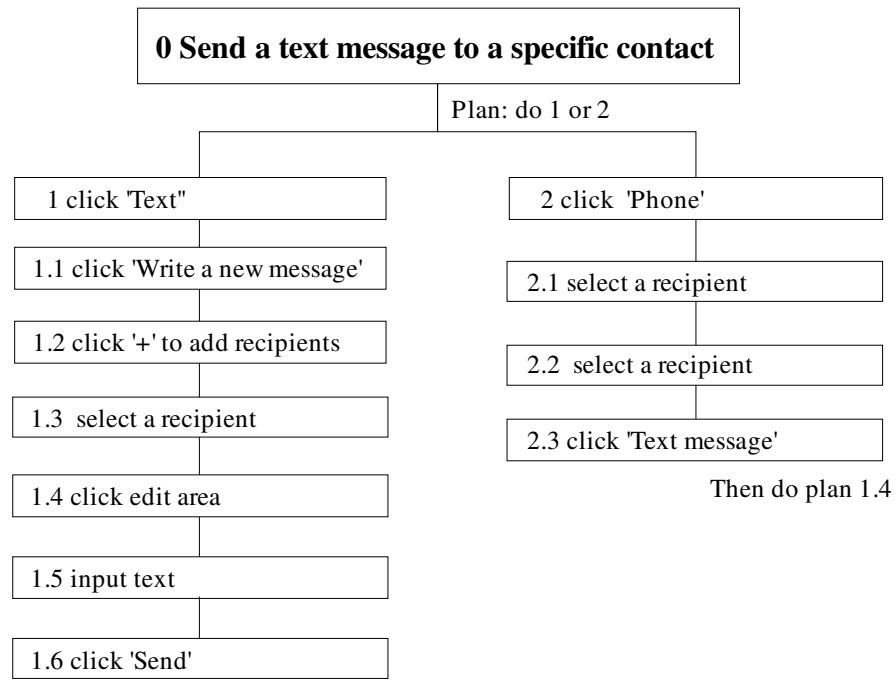 0 Send a text message to a specific contact
Plan: do 1 or 2
1 click 'Text"
1.1 click 'Write a new message'
1.2 click '+' to add recipients
1.3 select a recipient
1.4 click edit area
1.5 input text
1.6 click 'Send'
2 click 'Phone'
2.1 select a recipient
2.2 select a recipient
2.3 click 'Text message'
Then do plan 1.4